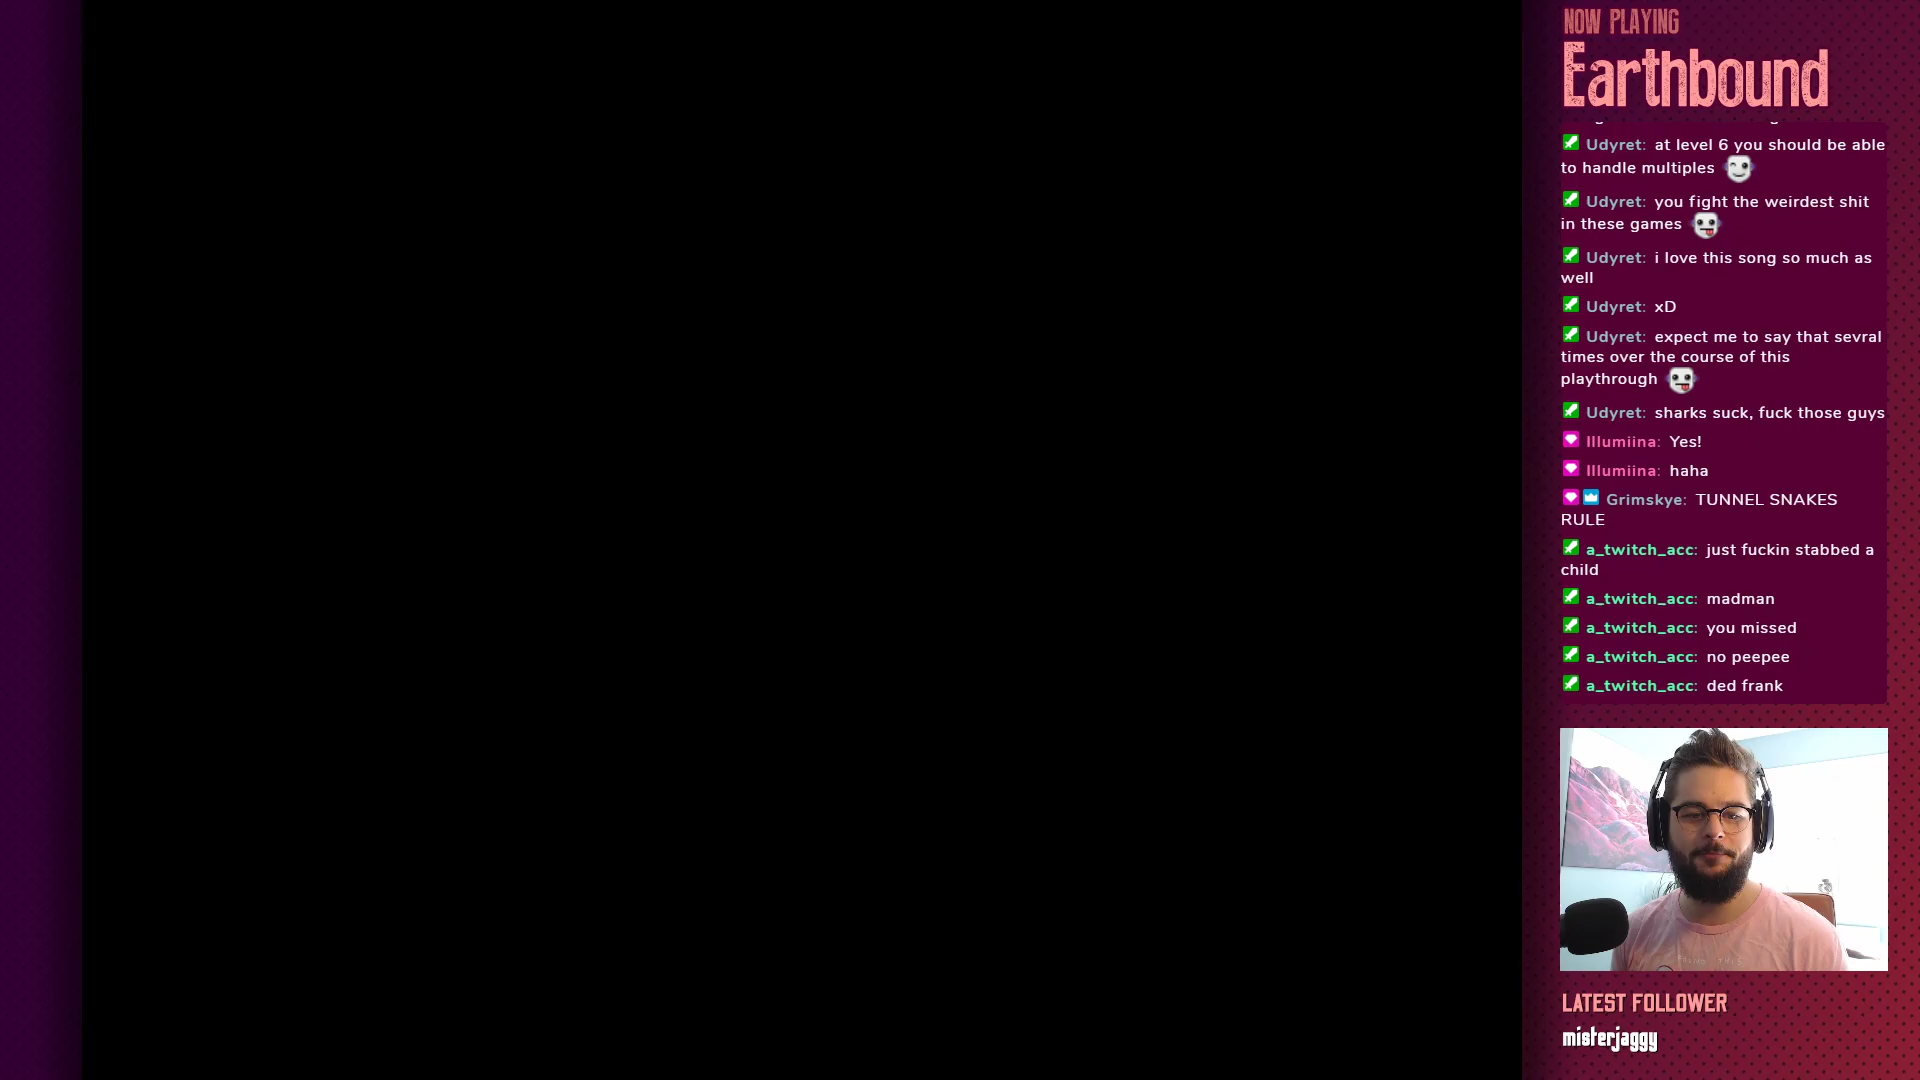 NOW PLAYING
Earthbound
Udyret: at level 6 you should be able
to handle multiples
Udyret: you fight the weirdest shit
in these games
Udyret: i love this song so much as
well
Udyret: xD
Udyret: expect me to say that sevral
times over the course of this
playthrough
Udyret: sharks suck, fuck those guys
Illumiina: Yes!
Illumiina: haha
Grimskye: TUNNEL SNAKES
RULE
a_twitch_acc: just fuckin stabbed a
child
a_twitch_acc: madman
a_twitch_acc: you missed
a_twitch_acc: no peepee
a_twitch_acc: ded frank
LATEST FOLLOWER
misterjaggy